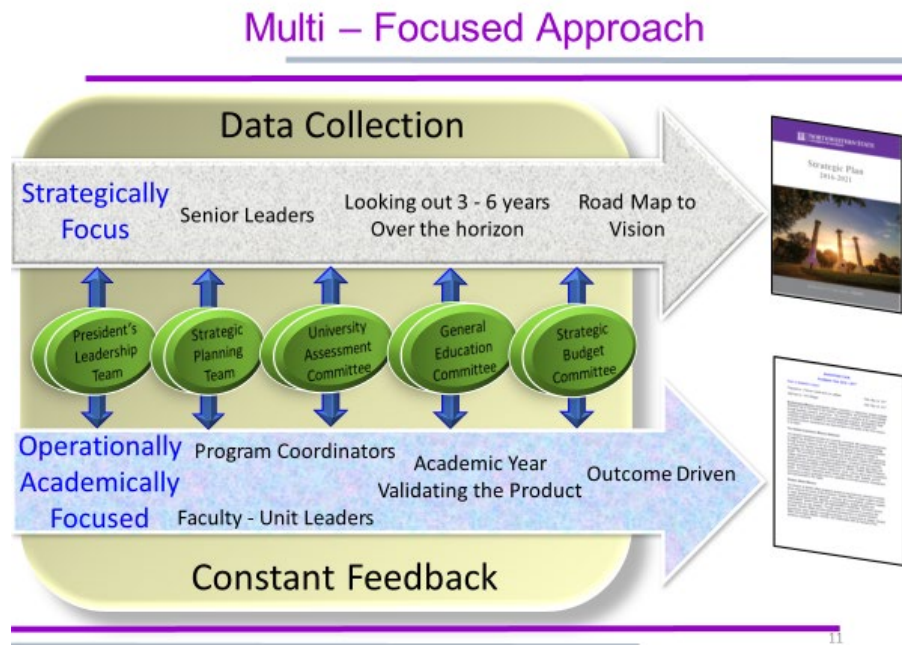 Multi – Focused Approach
Data Collection
Strategically
Focus
Senior Leaders
Looking out 3 - 6 years
Over the horizon
Road Map to
Vision
NORTHWESTERN STATE
Strategic Plan
2016-2021
President's
Leadership
Team
Strategic
Planning
Team
University
Assessment
Committee
General
Education
Committee
Strategic
Budget
Committee
Operationally
Academically
Focused
Program Coordinators
Faculty - Unit Leaders
Academic Year
Validating the Product
Outcome Driven
Constant Feedback
11